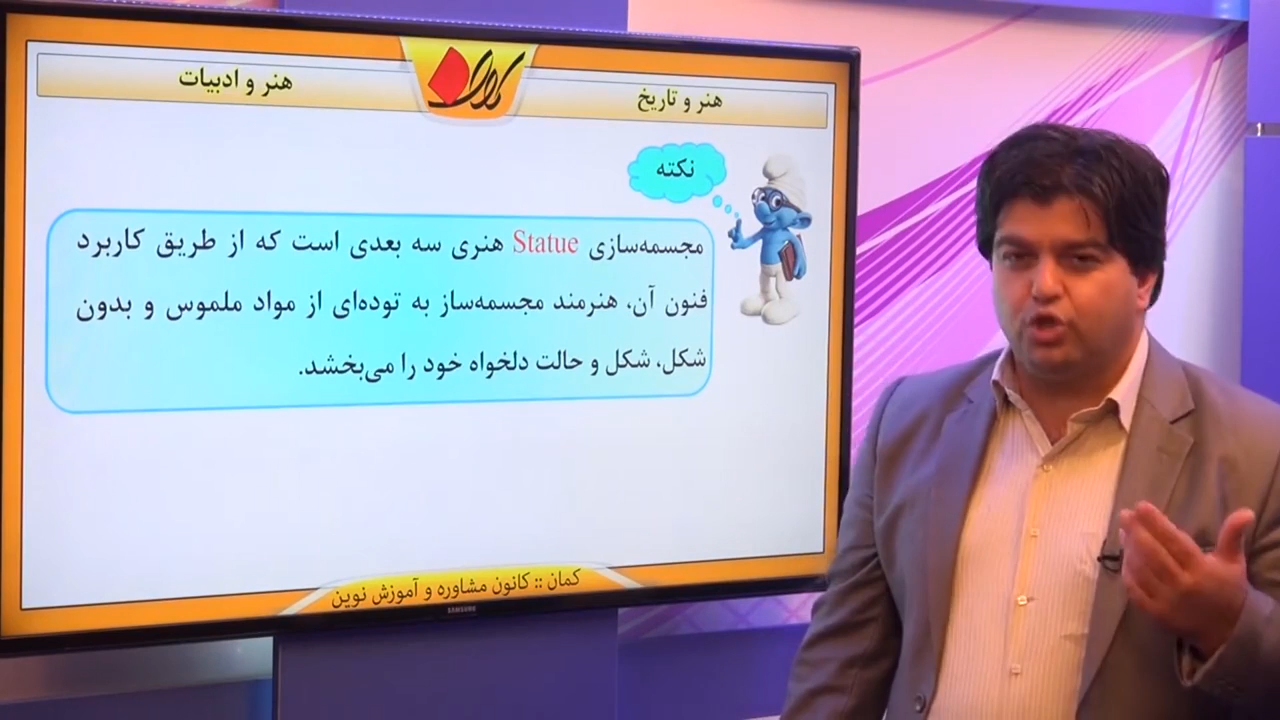 هنر و تاریخ
هنر و ادبیات
نکته
مجسمه‌سازی Statue هنری سه بعدی است که از طریق کاربرد
فنون آن، هنرمند مجسمه‌ساز به توده‌ای از مواد ملموس و بدون
شکل، شکل و حالت دلخواه خود را می‌بخشد.
کمان :: کانون مشاوره و آموزش نوین
SAMSUNG